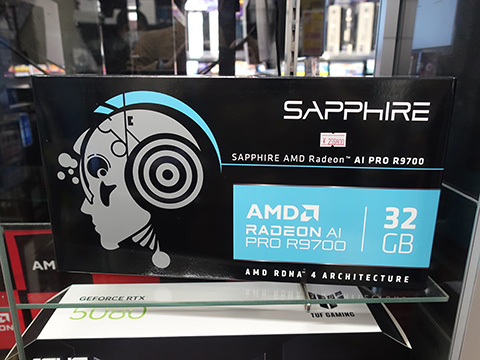 SAPPHIRE
SAPPHIRE AMD Radeon™ AI PRO R9700
AMD
RADEON AI
PRO R9700
32
GB
AMD RDNA™ 4 ARCHITECTURE
GEFORCE RTX
5080
TUF GAMING